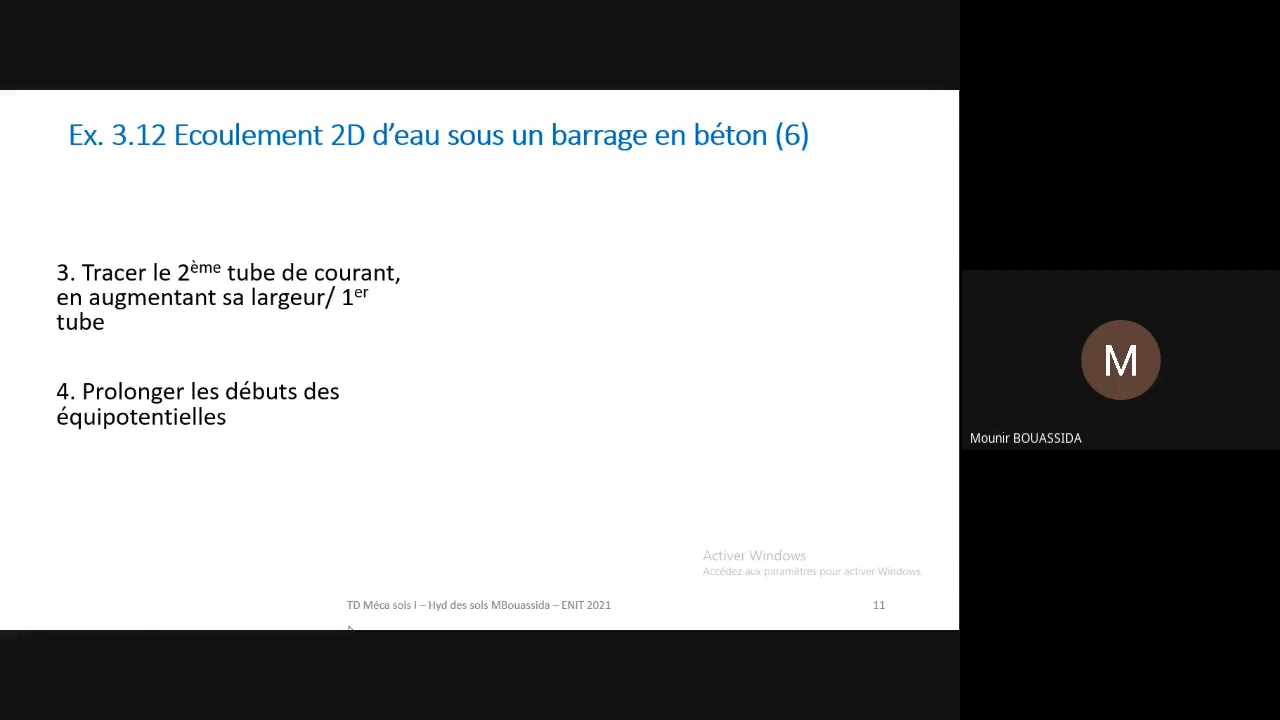 Ex. 3.12 Ecoulement 2D d’eau sous un barrage en béton (6)
3. Tracer le 2ème tube de courant,
en augmentant sa largeur/ 1er
tube
4. Prolonger les débuts des
équipotentielles
M
Mounir BOUASSIDA
Activer Windows
Accédez aux paramètres pour activer Windows.
TD Méca sols I – Hyd des sols MBouassida – ENIT 2021
11